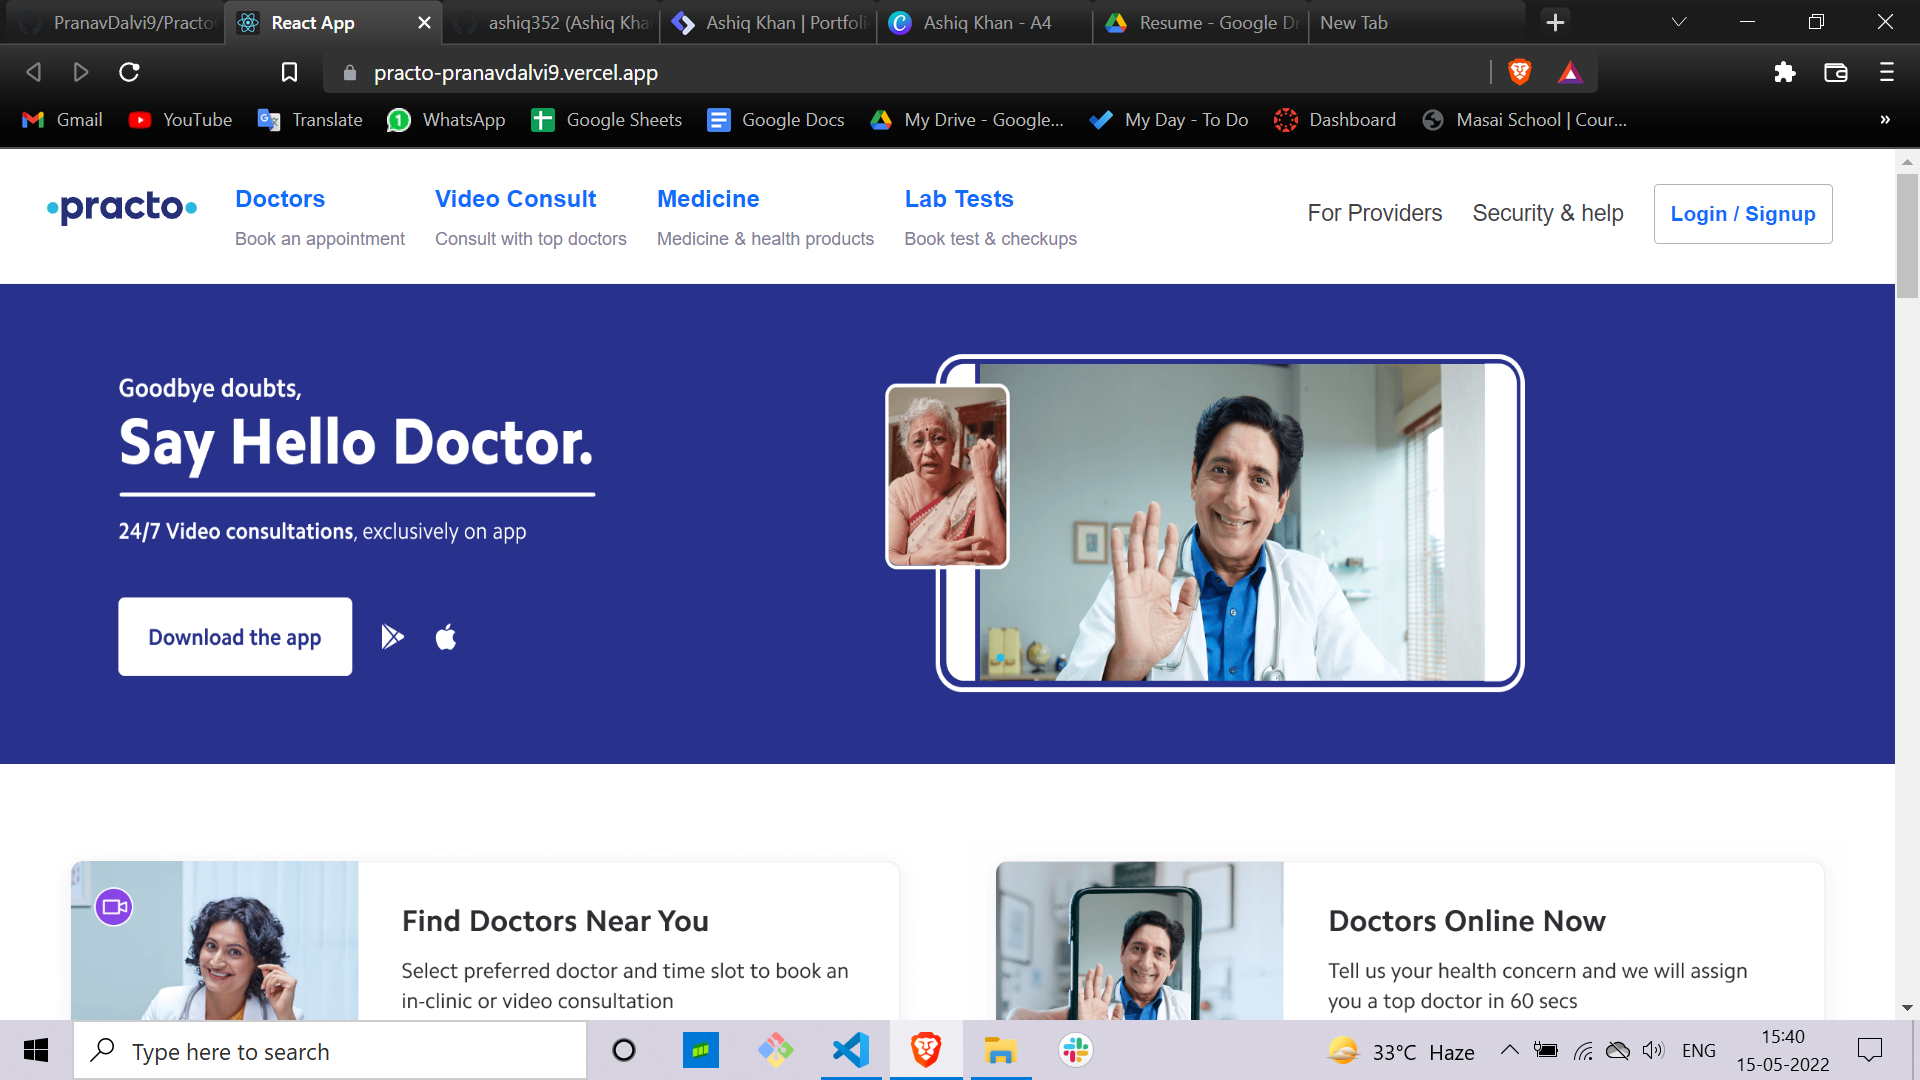 PranavDalvi9/Practo
React App
ashiq352 (Ashiq Kha
Ashiq Khan | Portfoli
Ashiq Khan - A4
Resume - Google Dr
New Tab
practo-pranavdalvi9.vercel.app
Gmail
YouTube
Translate
WhatsApp
Google Sheets
Google Docs
My Drive - Google...
My Day - To Do
Dashboard
Masai School | Cour...
•practo•
Doctors
Book an appointment
Video Consult
Consult with top doctors
Medicine
Medicine & health products
Lab Tests
Book test & checkups
For Providers
Security & help
Login / Signup
Goodbye doubts,
Say Hello Doctor.
24/7 Video consultations, exclusively on app
Download the app
Find Doctors Near You
Select preferred doctor and time slot to book an
in-clinic or video consultation
Doctors Online Now
Tell us your health concern and we will assign
you a top doctor in 60 secs
Type here to search
33°C Haze
ENG
15:40
15-05-2022